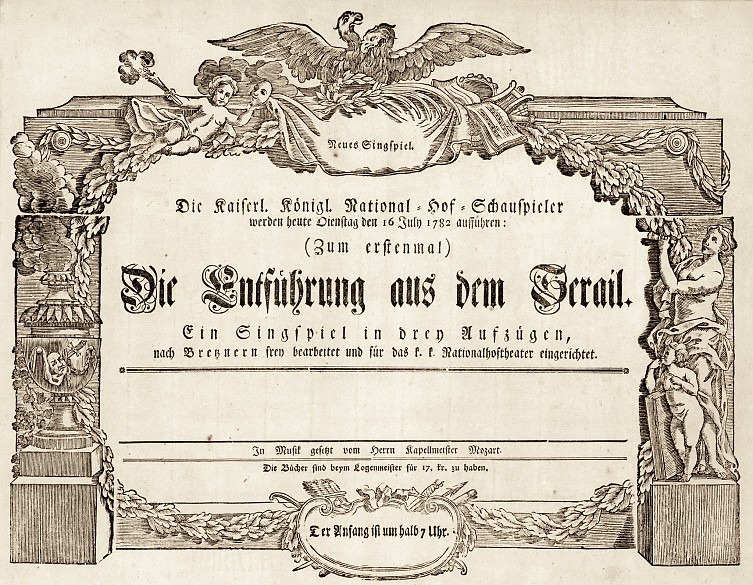 Neues Singspiel.
Die Kaiserl. Königl. National-Hof-Schauspieler
werden heute Dienstag den 16 July 1782 aufführen:
(Zum erstenmal)
Die Entführung aus dem Serail.
Ein Singspiel in drey Aufzügen,
nach Bretznern frey bearbeitet und für das k. k. Nationalhoftheater eingerichtet.
In Musik gesetzt vom Herrn Kapellmeister Mozart.
Die Bücher sind beym Logenmeister für 17. kr. zu haben.
Der Anfang ist um halb 7 Uhr.